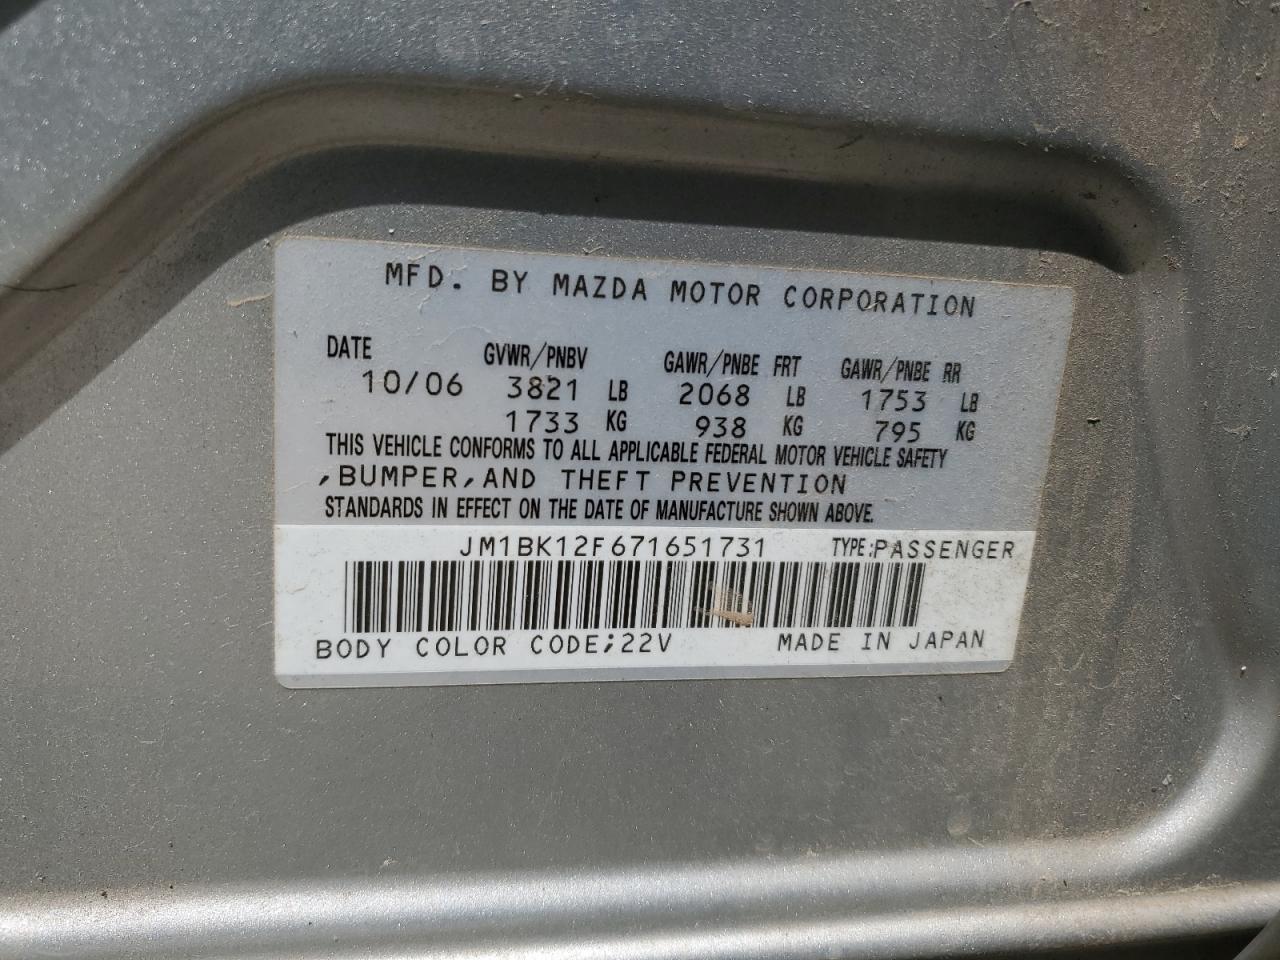 MFD. BY MAZDA MOTOR CORPORATION
DATE GVWR/PNBV GAWR/PNBE FRT GAWR/PNBE RR
10/06 3821 LB 2068 LB 1753 LB
1733 KG 938 KG 795 KG
THIS VEHICLE CONFORMS TO ALL APPLICABLE FEDERAL MOTOR VEHICLE SAFETY
,BUMPER,AND THEFT PREVENTION
STANDARDS IN EFFECT ON THE DATE OF MANUFACTURE SHOWN ABOVE.
JM1BK12F671651731 TYPE:PASSENGER
BODY COLOR CODE;22V MADE IN JAPAN